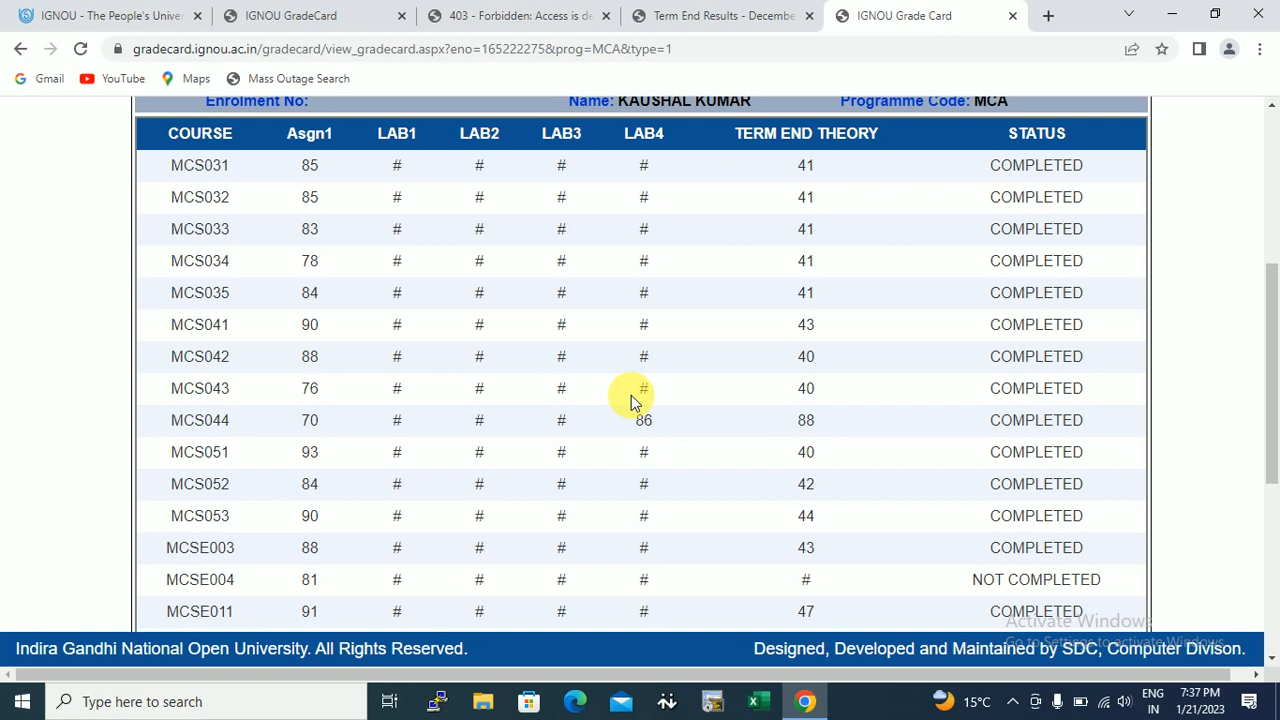 IGNOU - The People's Univer
IGNOU GradeCard
403 - Forbidden: Access is de
Term End Results - Decembe
IGNOU Grade Card
gradecard.ignou.ac.in/gradecard/view_gradecard.aspx?eno=165222275&prog=MCA&type=1
Gmail YouTube Maps Mass Outage Search
Enrolment No: Name: KAUSHAL KUMAR Programme Code: MCA
COURSE Asgn1 LAB1 LAB2 LAB3 LAB4 TERM END THEORY STATUS
MCS031 85 # # # # 41 COMPLETED
MCS032 85 # # # # 41 COMPLETED
MCS033 83 # # # # 41 COMPLETED
MCS034 78 # # # # 41 COMPLETED
MCS035 84 # # # # 41 COMPLETED
MCS041 90 # # # # 43 COMPLETED
MCS042 88 # # # # 40 COMPLETED
MCS043 76 # # # # 40 COMPLETED
MCS044 70 # # # 86 88 COMPLETED
MCS051 93 # # # # 40 COMPLETED
MCS052 84 # # # # 42 COMPLETED
MCS053 90 # # # # 44 COMPLETED
MCSE003 88 # # # # 43 COMPLETED
MCSE004 81 # # # # # NOT COMPLETED
MCSE011 91 # # # # 47 COMPLETED
Activate Windows
Go to Settings to activate Windows.
Indira Gandhi National Open University. All Rights Reserved. Designed, Developed and Maintained by SDC, Computer Divison.
Type here to search
15°C
ENG
IN
7:37 PM
1/21/2023